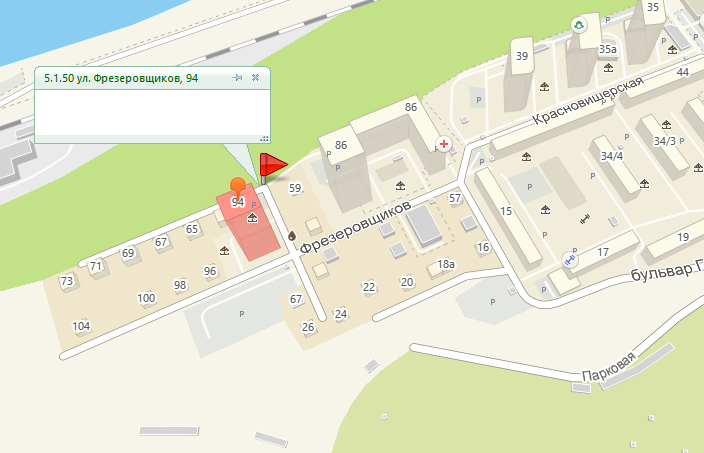 35
39
35а
44
5.1.50 ул. Фрезеровщиков, 94
86
86
Красновишерская
34/3
34/4
59
94
57
15
Фрезеровщиков
65
67
69
71
73
16
17
19
бульвар Г
18а
96
98
100
104
22
20
67
24
26
Парковая
P
P
P
P
P
P
P
P
P
P
P
P